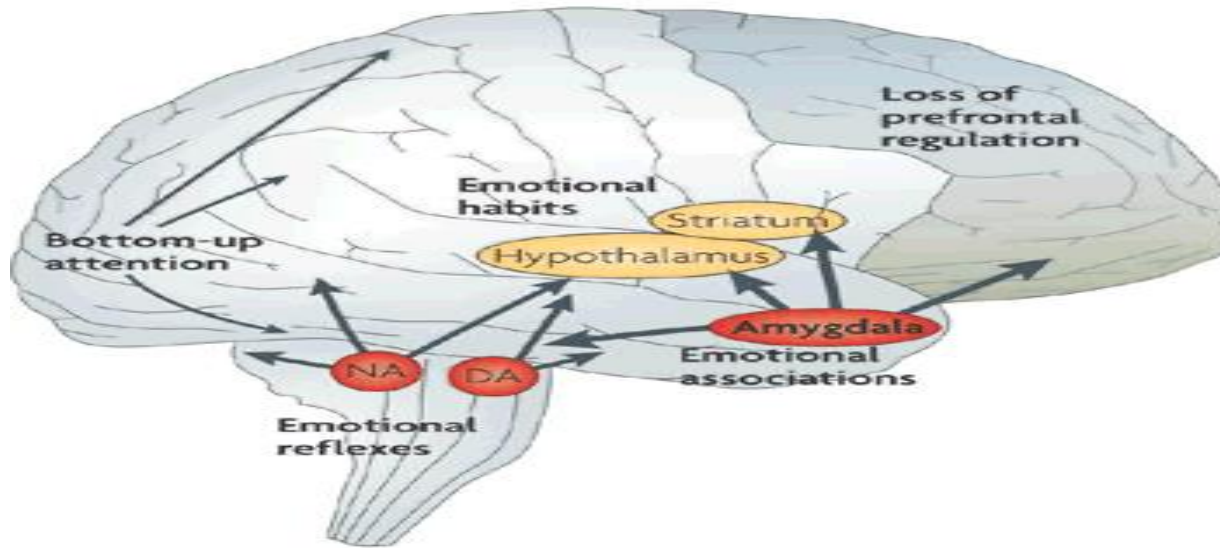 Loss of
prefrontal
regulation
Emotional
habits
Striatum
Bottom-up
attention
Hypothalamus
Amygdala
Emotional
associations
NA
DA
Emotional
reflexes